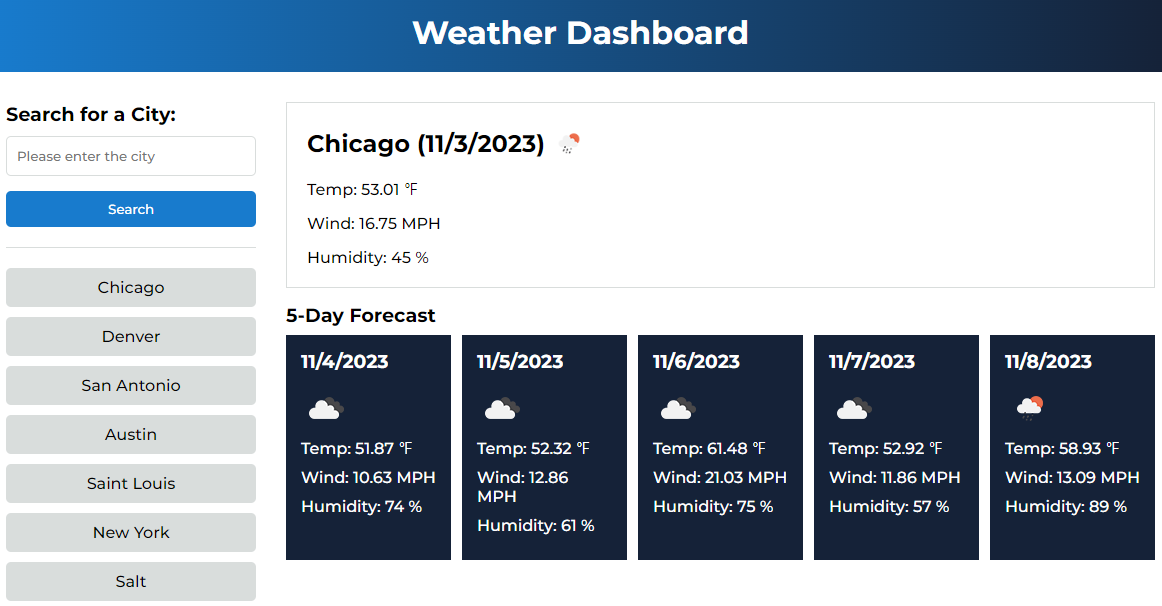 Weather Dashboard
Search for a City:
Please enter the city
Search
Chicago
Denver
San Antonio
Austin
Saint Louis
New York
Salt
Chicago (11/3/2023)
Temp: 53.01 ℉
Wind: 16.75 MPH
Humidity: 45 %
5-Day Forecast
11/4/2023
Temp: 51.87 ℉
Wind: 10.63 MPH
Humidity: 74 %
11/5/2023
Temp: 52.32 ℉
Wind: 12.86
MPH
Humidity: 61 %
11/6/2023
Temp: 61.48 ℉
Wind: 21.03 MPH
Humidity: 75 %
11/7/2023
Temp: 52.92 ℉
Wind: 11.86 MPH
Humidity: 57 %
11/8/2023
Temp: 58.93 ℉
Wind: 13.09 MPH
Humidity: 89 %